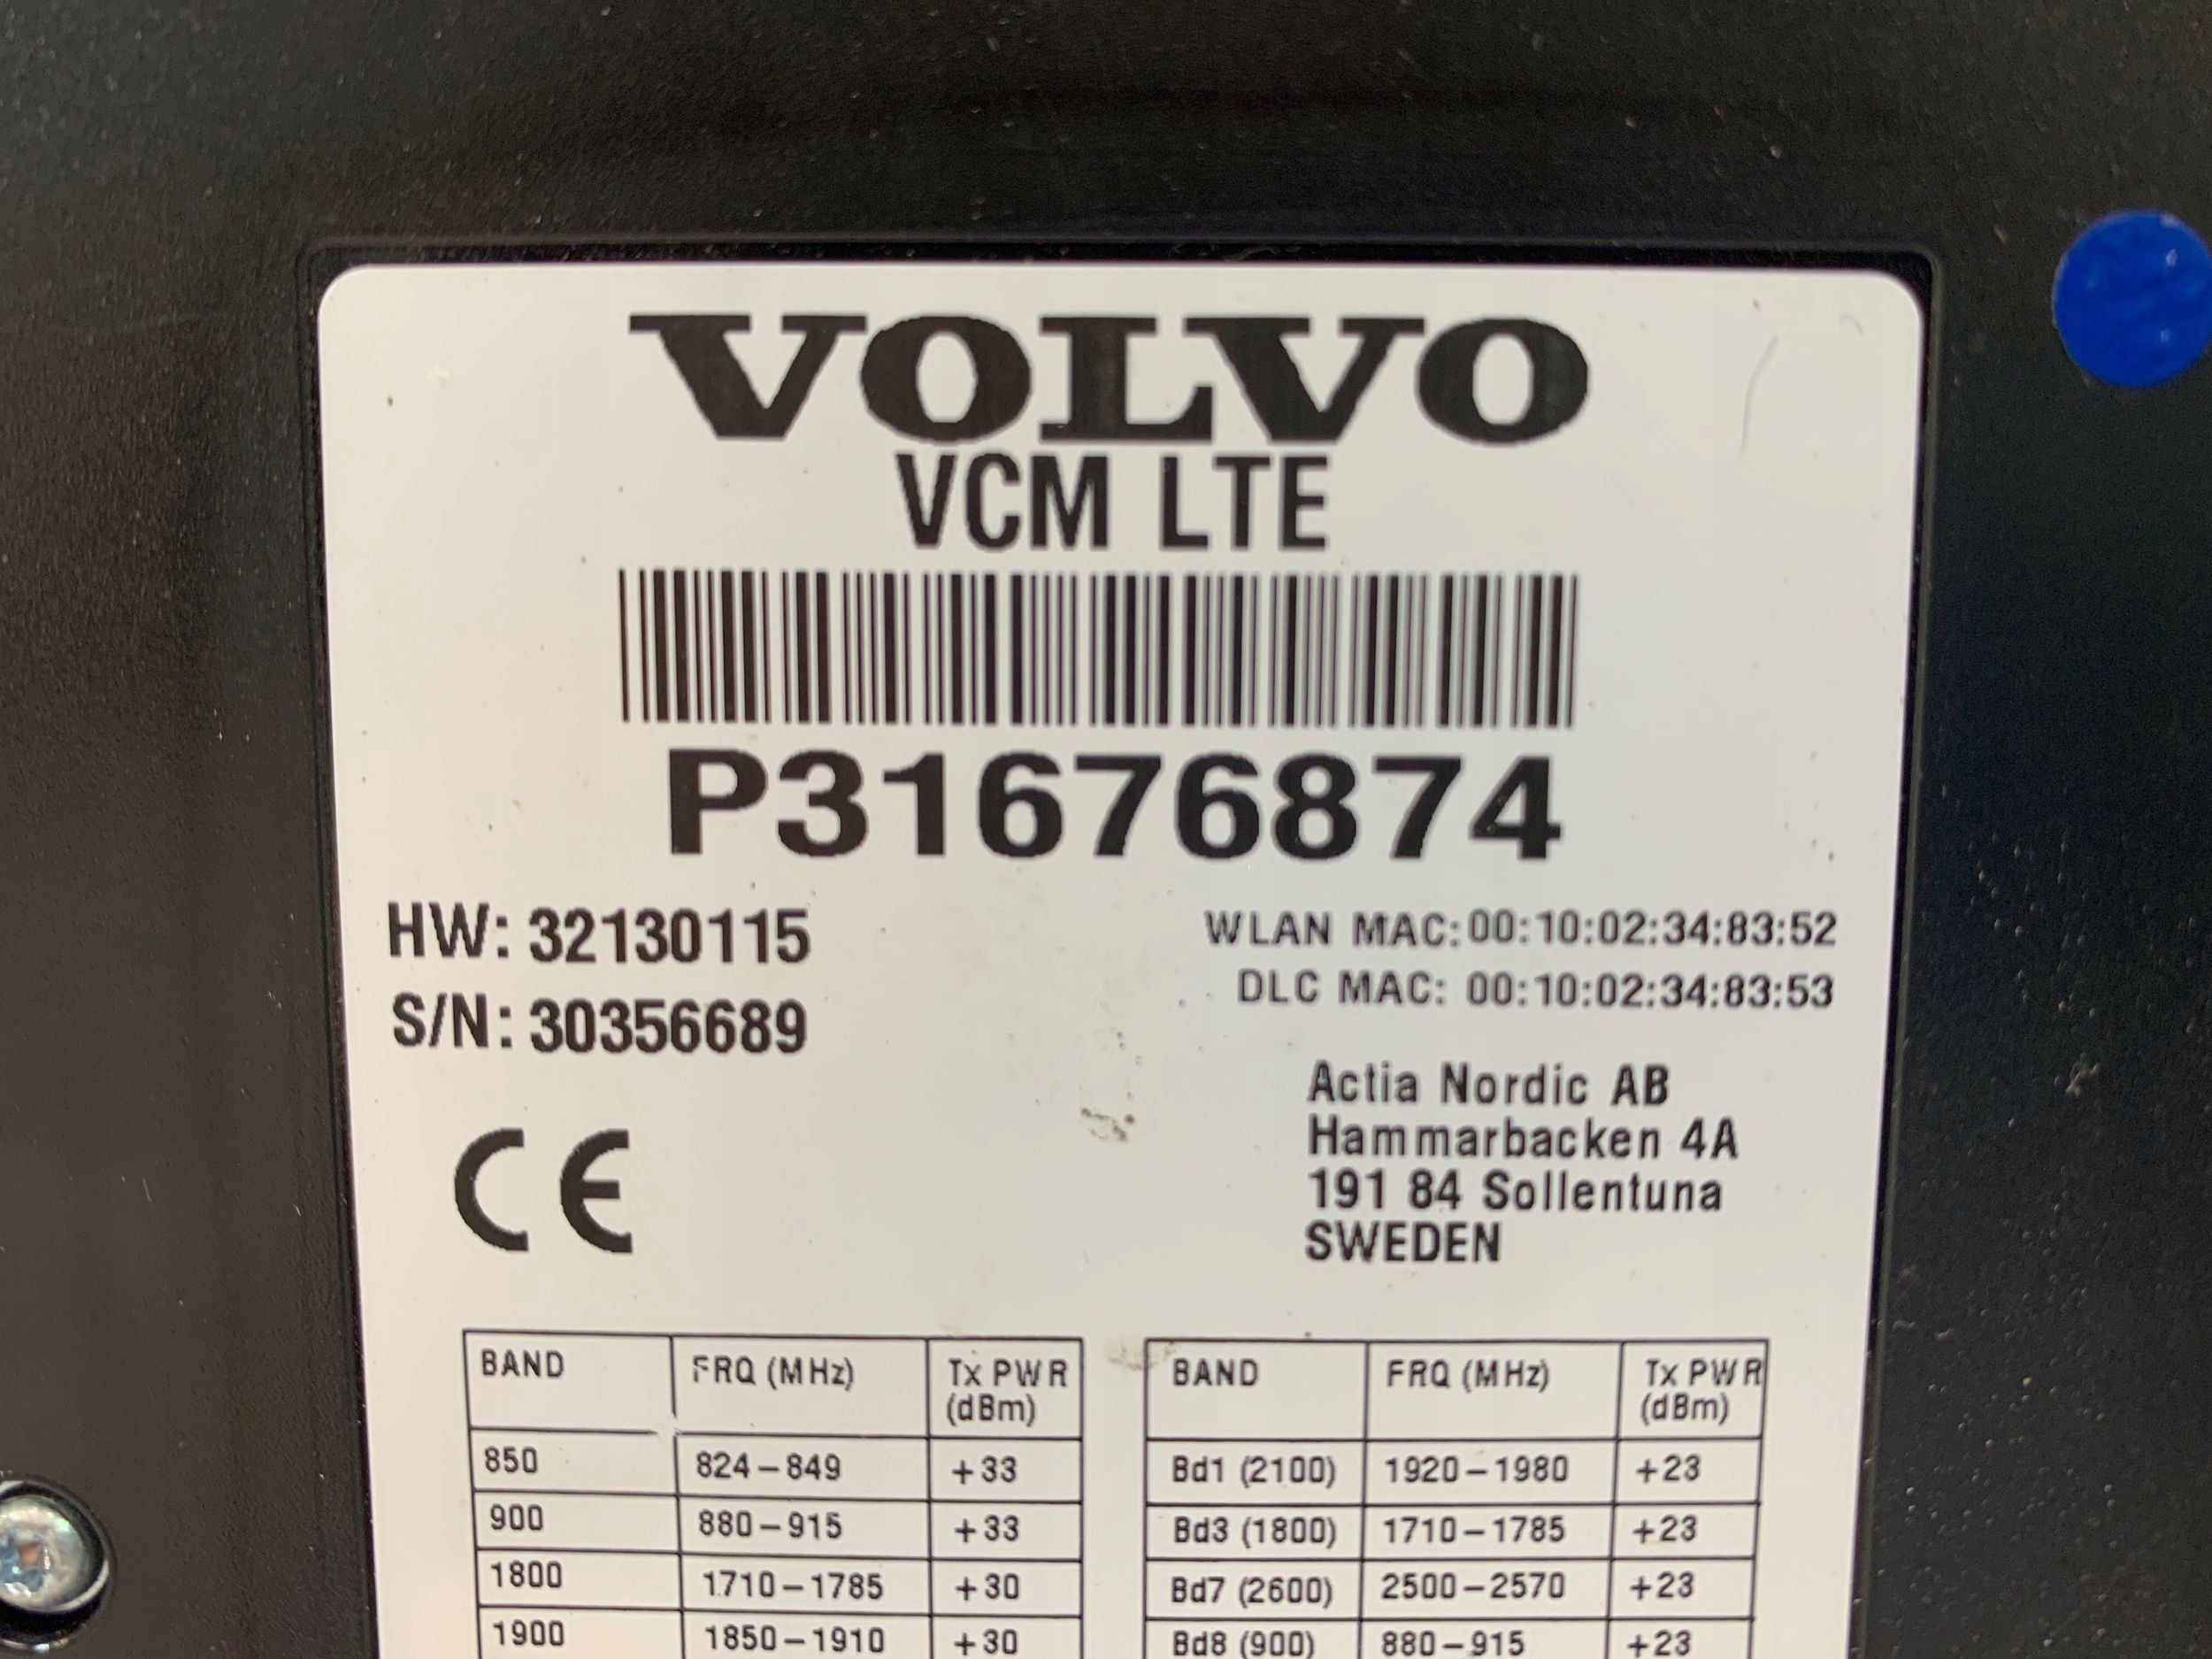 VOLVO
VCM LTE
P31676874
HW: 32130115
S/N: 30356689
WLAN MAC: 00:10:02:34:83:52
DLC MAC: 00:10:02:34:83:53
Actia Nordic AB
Hammarbacken 4A
191 84 Sollentuna
SWEDEN
CE
BAND FRQ (MHz) Tx PWR (dBm)
850 824-849 +33
900 880-915 +33
1800 1710-1785 +30
1900 1850-1910 +30
BAND FRQ (MHz) Tx PWR (dBm)
Bd1 (2100) 1920-1980 +23
Bd3 (1800) 1710-1785 +23
Bd7 (2600) 2500-2570 +23
Bd8 (900) 880-915 +23